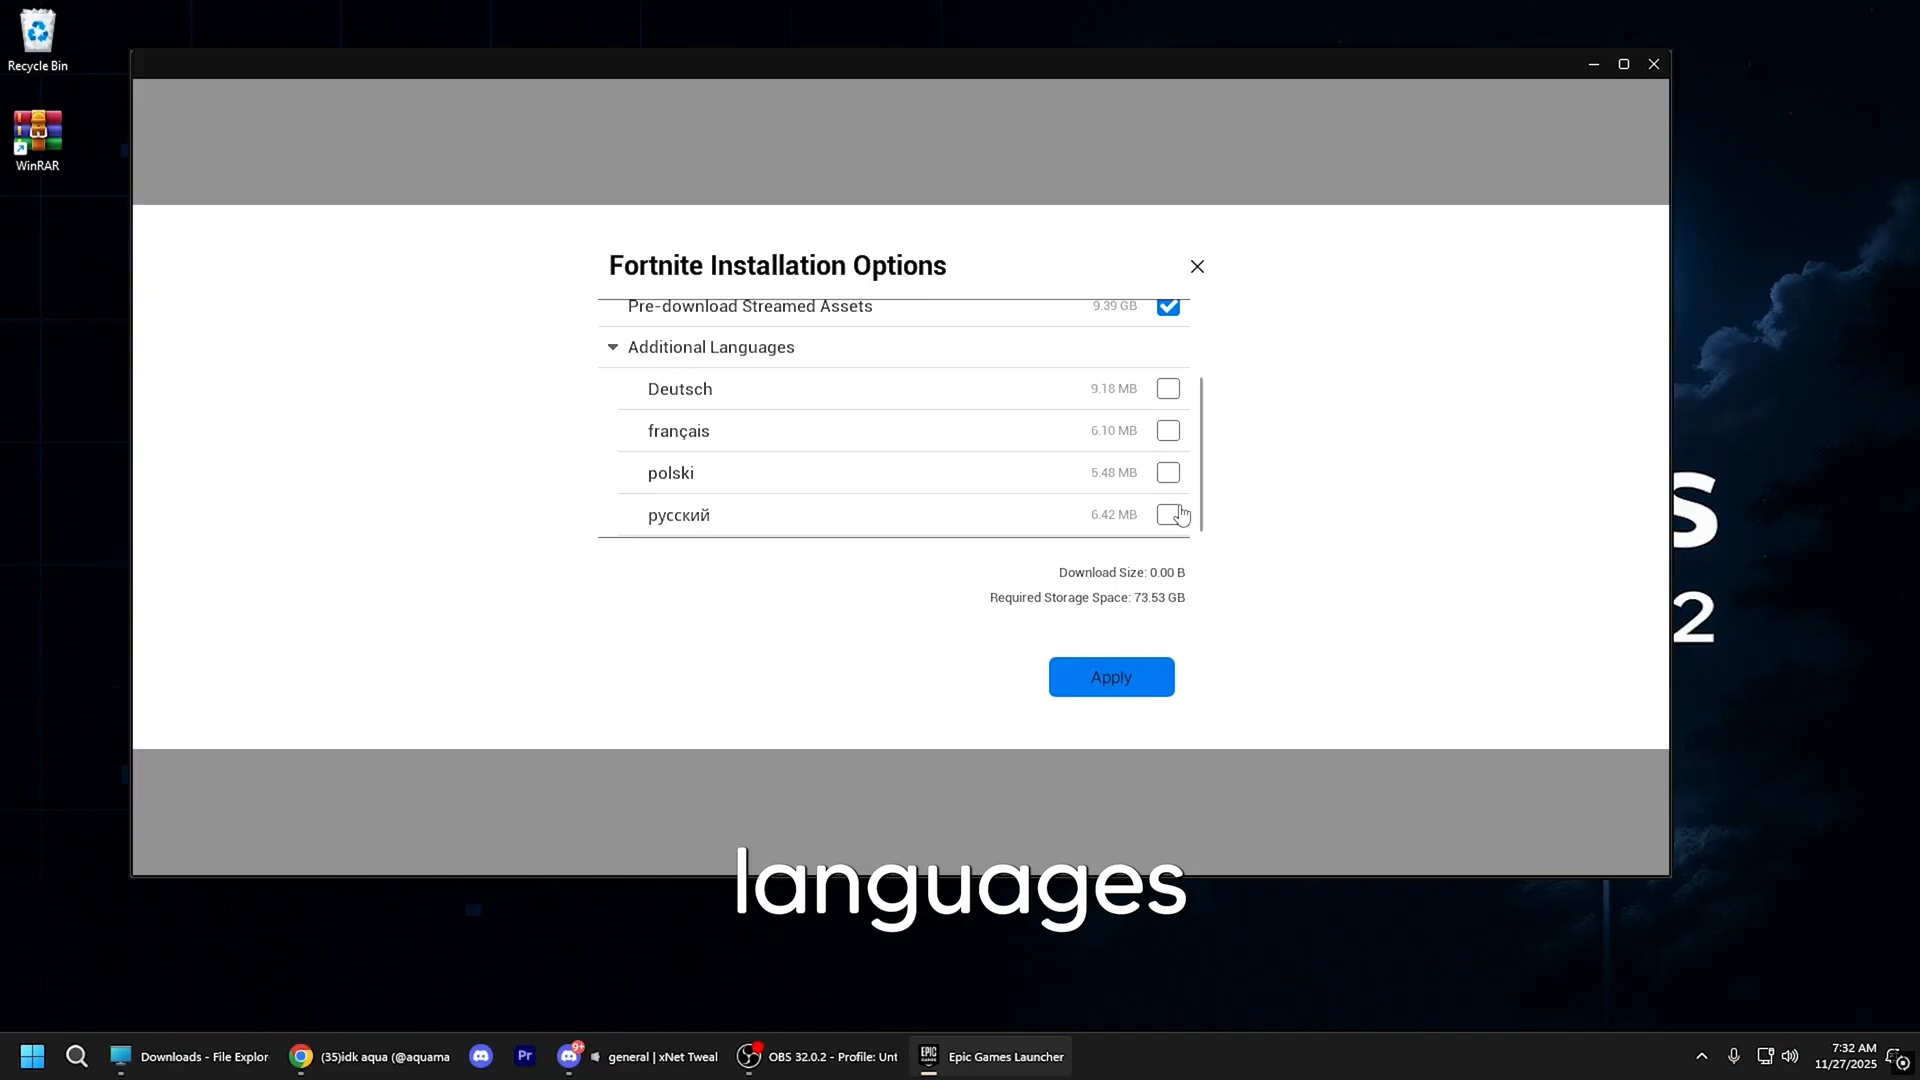 Recycle Bin
WinRAR
Fortnite Installation Options
Pre-download Streamed Assets 9.39 GB
Additional Languages
Deutsch 9.18 MB
français 6.10 MB
polski 5.48 MB
русский 6.42 MB
Download Size: 0.00 B
Required Storage Space: 73.53 GB
Apply
S
2
languages
Downloads - File Explor
(35)idk aqua (@aquama
Pr
9+
general | xNet Tweal
OBS 32.0.2 - Profile: Unt
EPIC GAMES
Epic Games Launcher
7:32 AM
11/27/2025